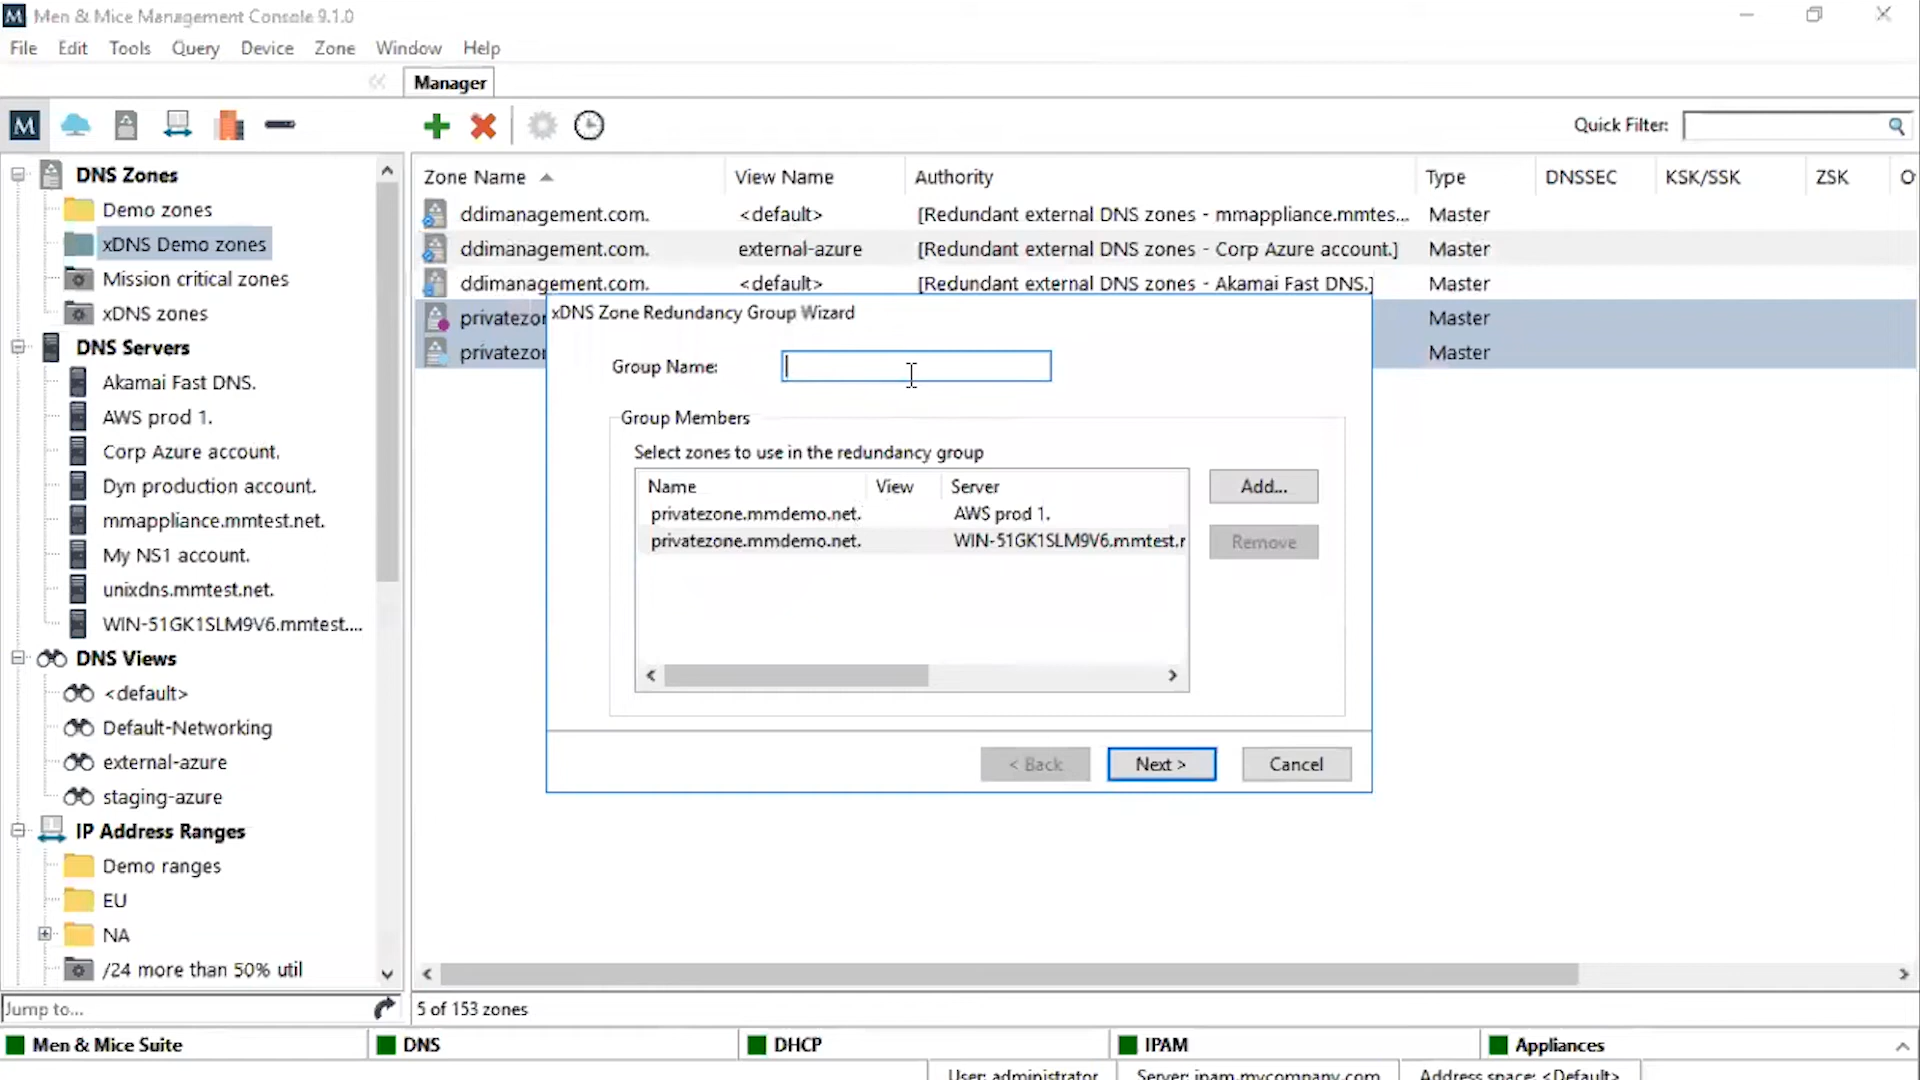 Men & Mice Management Console 9.1.0
File Edit Tools Query Device Zone Window Help
Manager
M
Quick Filter:
DNS Zones
Demo zones
xDNS Demo zones
Mission critical zones
xDNS zones
DNS Servers
Akamai Fast DNS.
AWS prod 1.
Corp Azure account.
Dyn production account.
mmappliance.mmtest.net.
My NS1 account.
unixdns.mmtest.net.
WIN-51GK1SLM9V6.mmtest....
DNS Views
<default>
Default-Networking
external-azure
staging-azure
IP Address Ranges
Demo ranges
EU
NA
/24 more than 50% util
Jump to...
Zone Name View Name Authority Type DNSSEC KSK/SSK ZSK O
ddimanagement.com. <default> [Redundant external DNS zones - mmappliance.mmtes... Master
ddimanagement.com. external-azure [Redundant external DNS zones - Corp Azure account.] Master
ddimanagement.com. <default> [Redundant external DNS zones - Akamai Fast DNS.] Master
privatezor Master
privatezor Master
xDNS Zone Redundancy Group Wizard
Group Name:
Group Members
Select zones to use in the redundancy group
Name View Server
privatezone.mmdemo.net. AWS prod 1.
privatezone.mmdemo.net. WIN-51GK1SLM9V6.mmtest.r
Add...
Remove
< Back Next > Cancel
5 of 153 zones
Men & Mice Suite DNS DHCP IPAM Appliances
User: administrator Server: ipam.mycompany.com Address space: <Default>